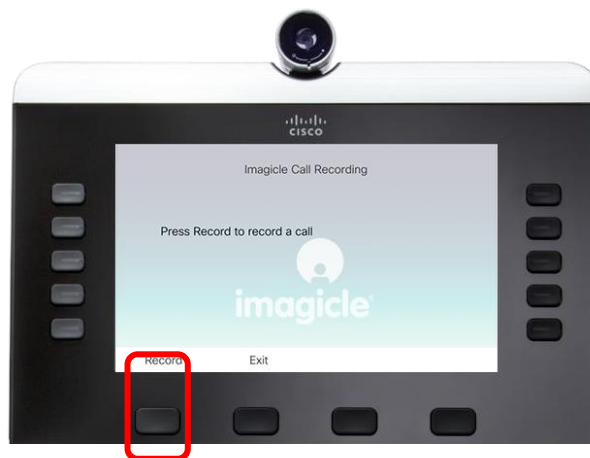 CISCO
Imagicle Call Recording
Press Record to record a call
imagicle
Record
Exit